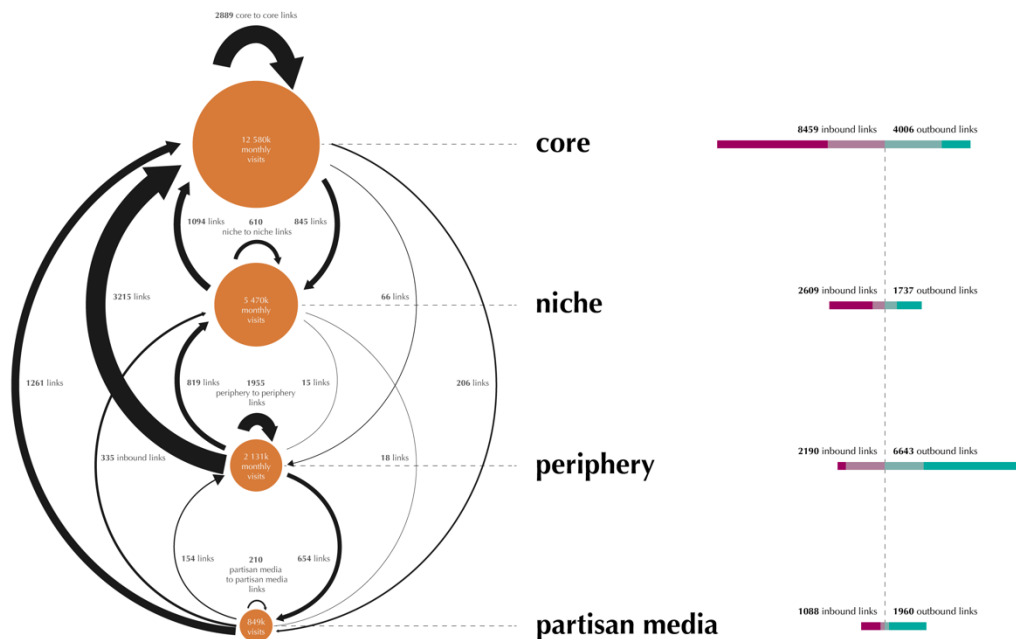 2889 core to core links
12 580k
monthly
visits
core
8459 inbound links
4006 outbound links
1094 links
610
niche to niche links
845 links
3215 links
66 links
5 470k
monthly
visits
niche
2609 inbound links
1737 outbound links
1261 links
819 links
1955
periphery to periphery
links
15 links
206 links
335 inbound links
2 131k
monthly
visits
18 links
periphery
2190 inbound links
6643 outbound links
154 links
210
partisan media
to partisan media
links
654 links
849k
visits
partisan media
1088 inbound links
1960 outbound links